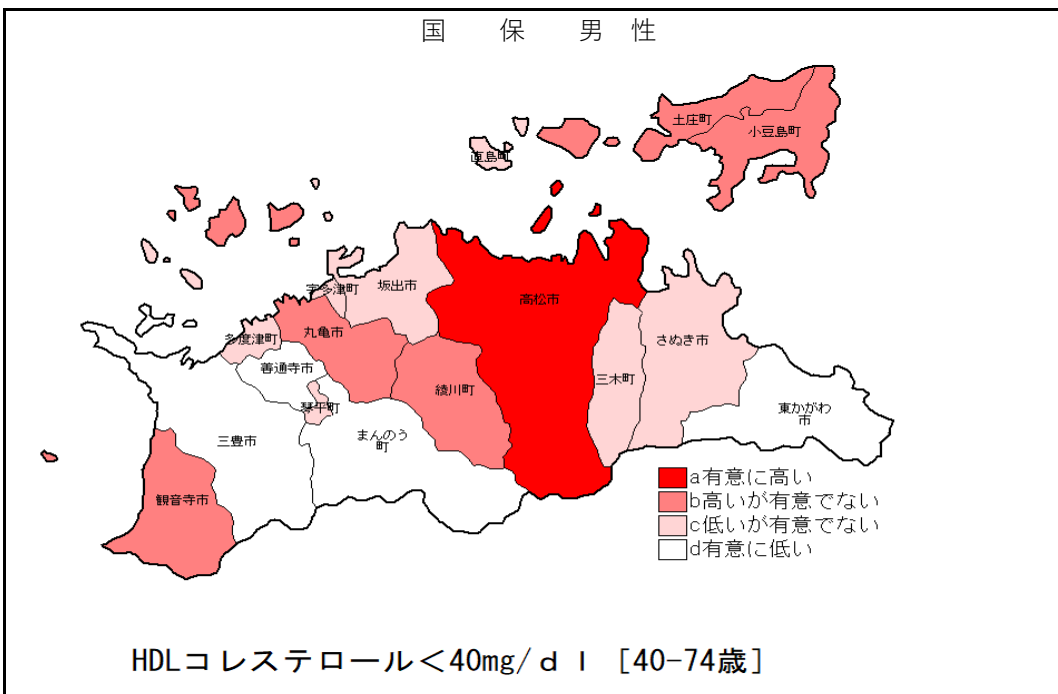 国 保 男 性
土庄町
小豆島町
直島町
宇多津町
坂出市
高松市
多度津町
丸亀市
さぬき市
善通寺市
綾川町
三木町
琴平町
東かがわ
市
三豊市
まんのう
町
観音寺市
a有意に高い
b高いが有意でない
c低いが有意でない
d有意に低い
HDLコレステロール<40mg/ｄｌ [40-74歳]